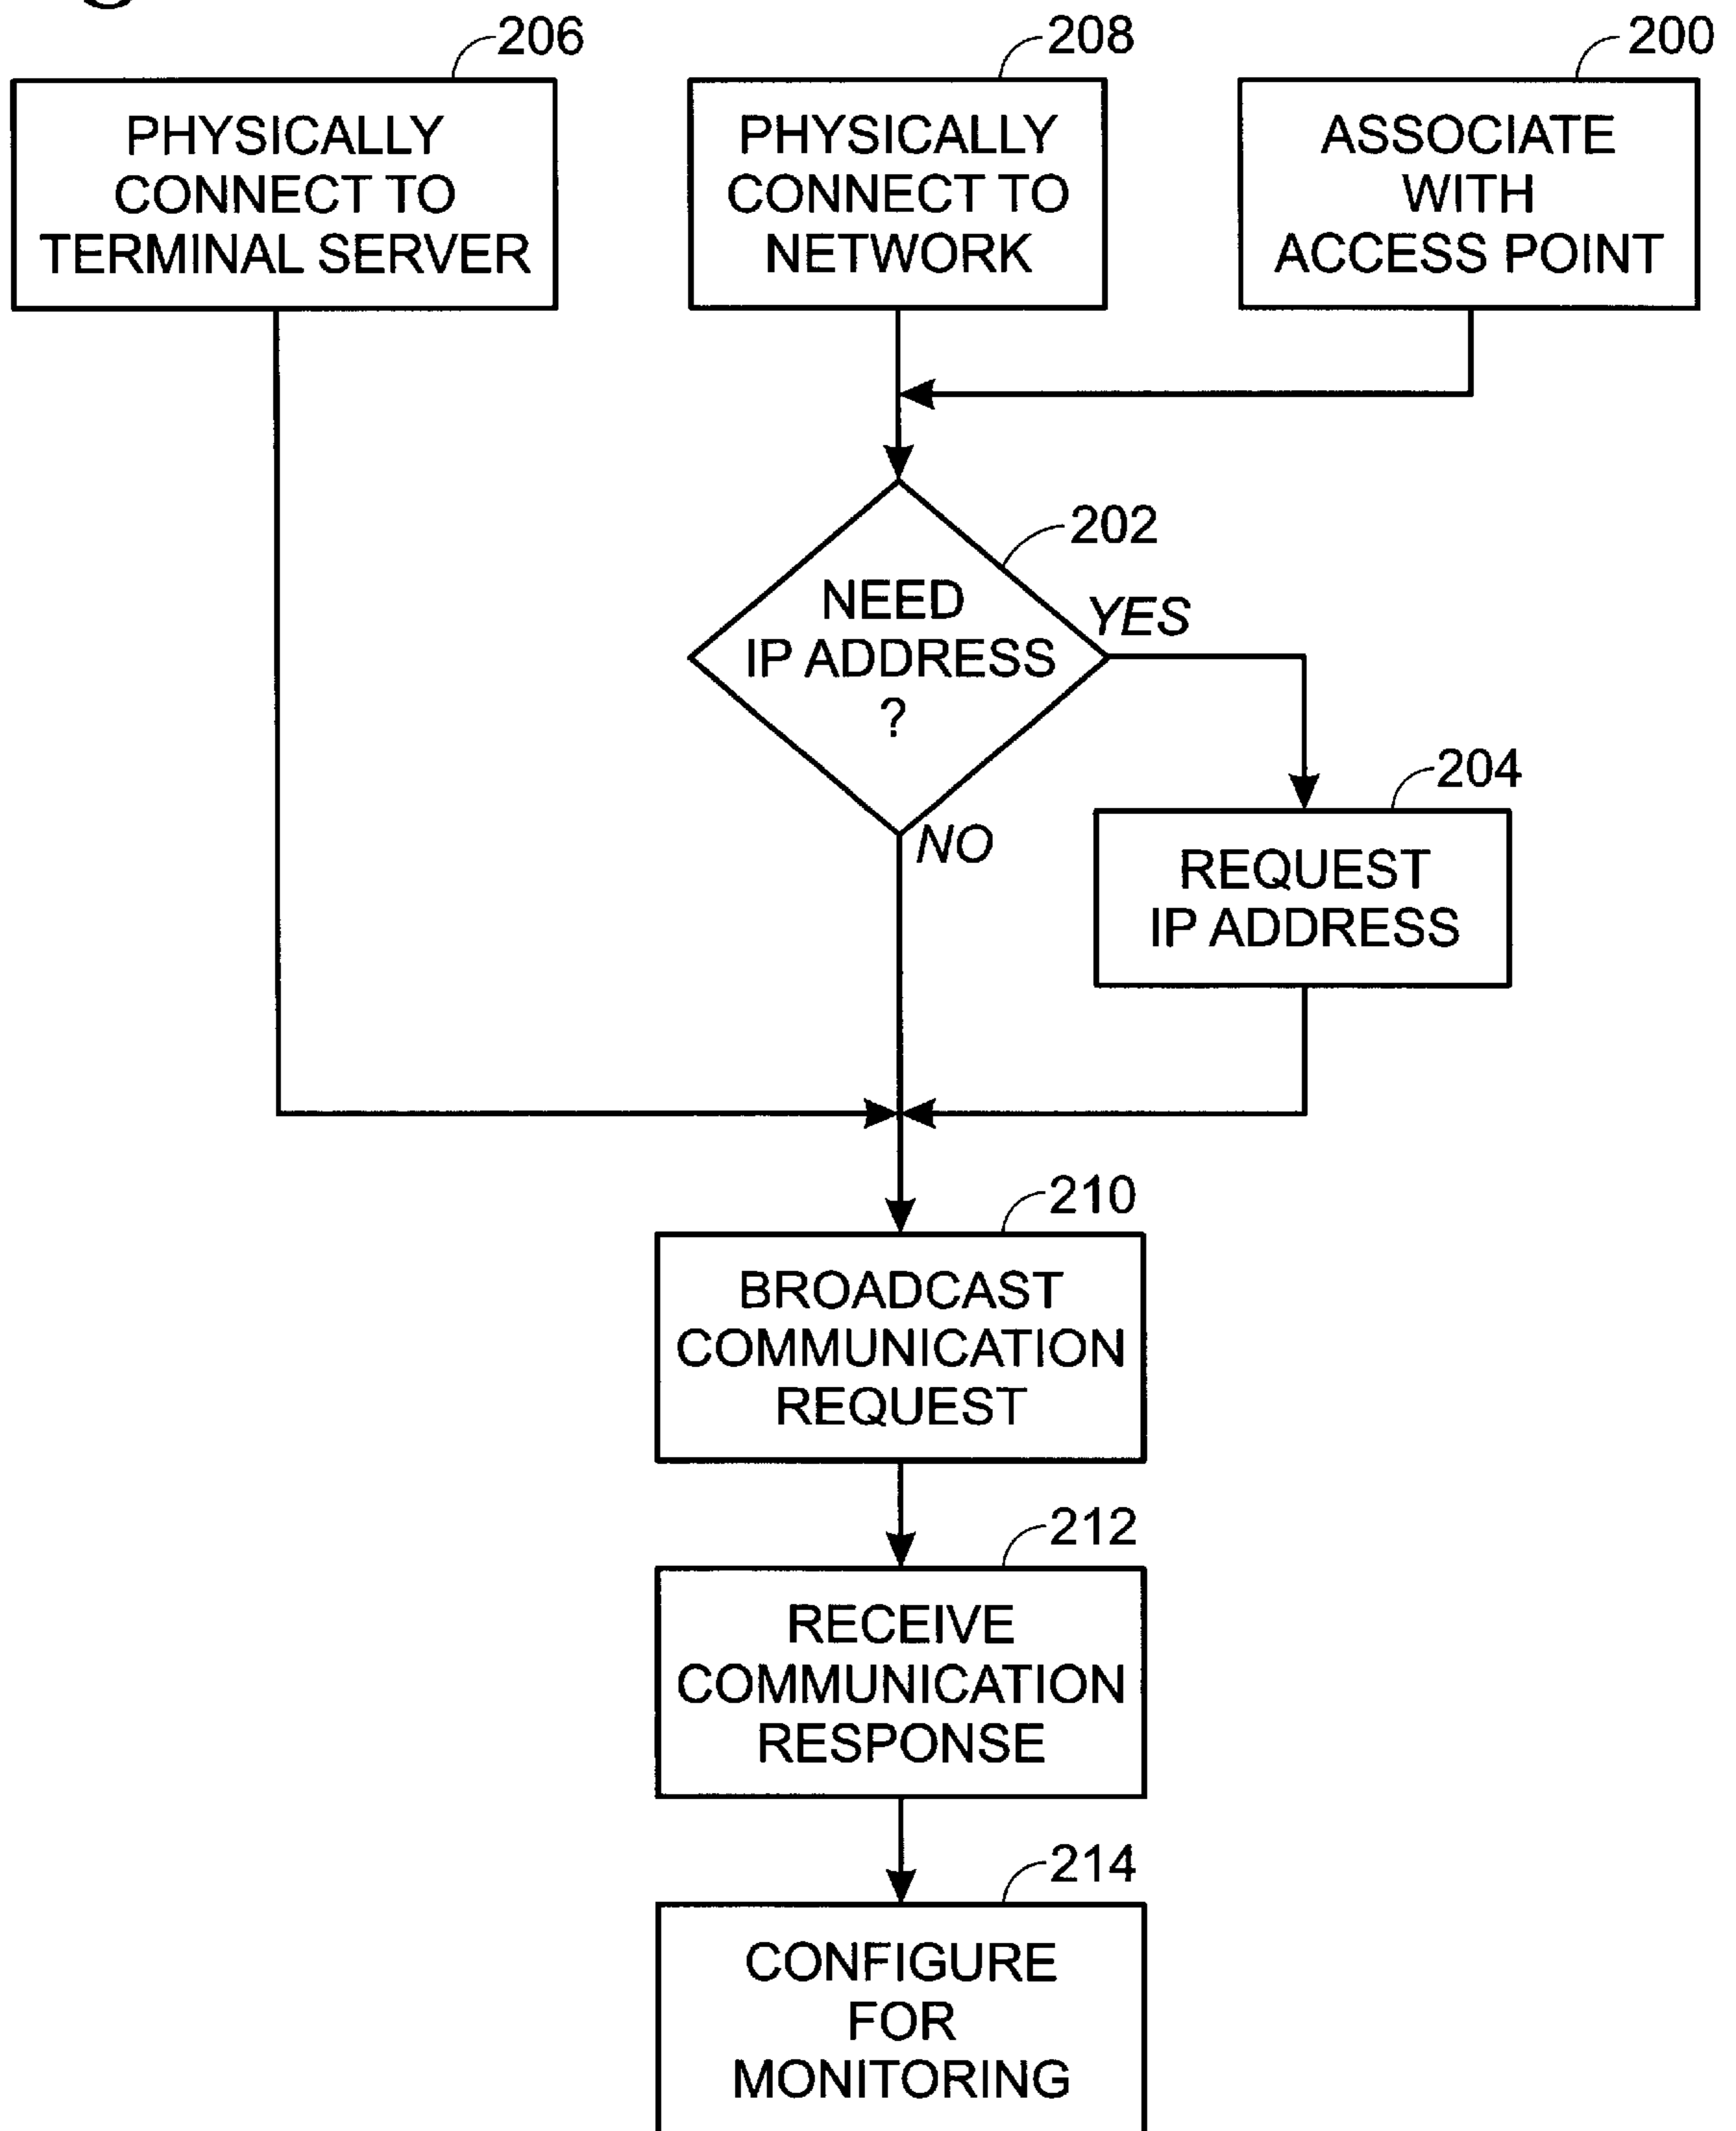 206
PHYSICALLY
CONNECT TO
TERMINAL SERVER
208
PHYSICALLY
CONNECT TO
NETWORK
200
ASSOCIATE
WITH
ACCESS POINT
202
NEED
IP ADDRESS
?
YES
NO
204
REQUEST
IP ADDRESS
210
BROADCAST
COMMUNICATION
REQUEST
212
RECEIVE
COMMUNICATION
RESPONSE
214
CONFIGURE
FOR
MONITORING